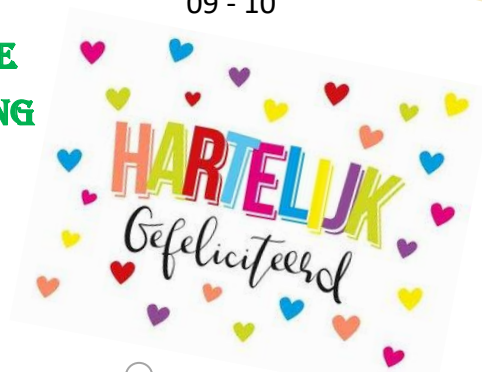 09 - 10
E
NG
HARTELIJK
Gefeliciteerd